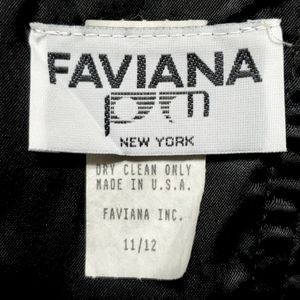 FAVIANA
pm
NEW YORK
DRY CLEAN ONLY
MADE IN U.S.A.
FAVIANA INC.
11/12